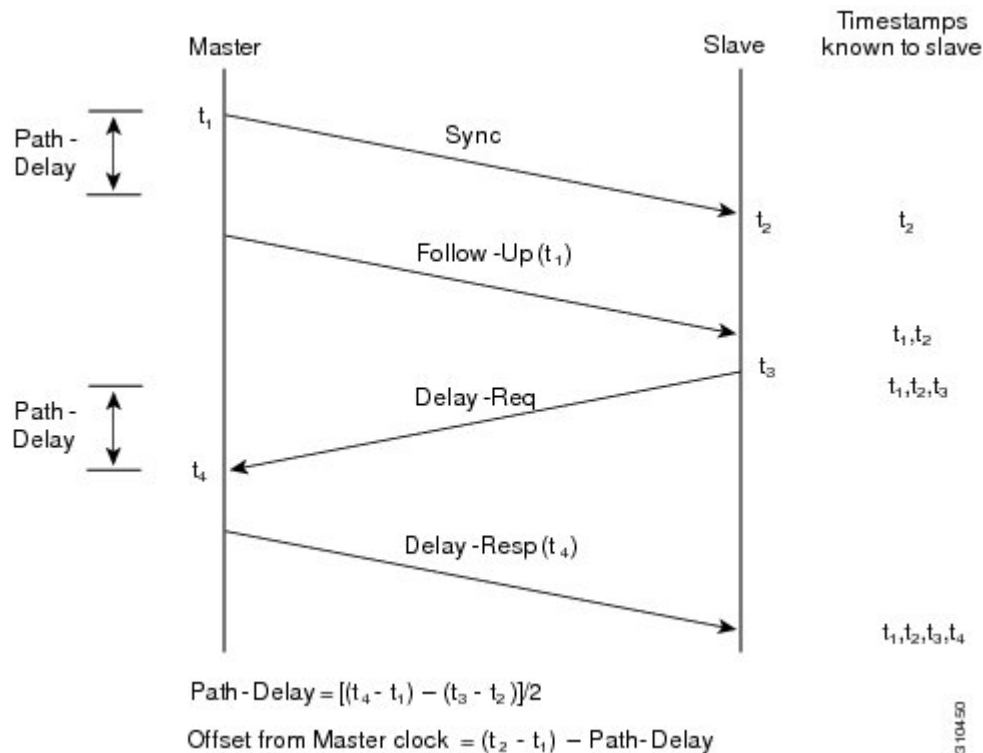 Timestamps
known to slave
Master
Slave
t₁
Path-
Delay
Sync
t₂
t₂
Follow-Up (t₁)
t₁,t₂
t₃
t₁,t₂,t₃
Delay-Req
Path-
Delay
t₄
Delay-Resp (t₄)
t₁,t₂,t₃,t₄
Path-Delay = [(t₄ - t₁) – (t₃ - t₂)]/2
Offset from Master clock = (t₂ - t₁) – Path-Delay
310450